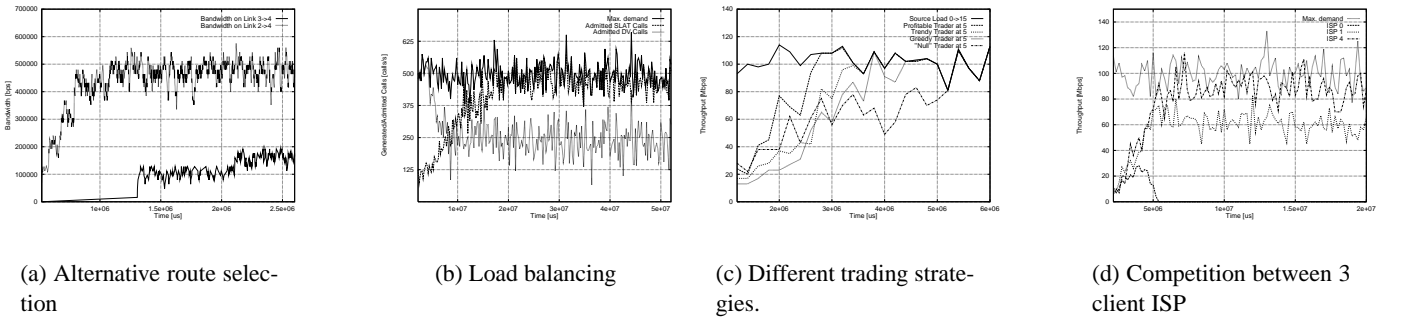 700000
600000
500000
400000
300000
200000
100000
0
1e+06
1.5e+06
2e+06
2.5e+06
Bandwidth [bps]
Time [us]
Bandwidth on Link 3->4
Bandwidth on Link 2->4
625
500
375
250
125
1e+07
2e+07
3e+07
4e+07
5e+07
Generated/Admitted Calls [calls/s]
Time [us]
Max. demand
Admitted SLAT Calls
Admitted DV Calls
140
120
100
80
60
40
20
0
2e+06
3e+06
4e+06
5e+06
6e+06
Throughput [Mbps]
Time [us]
Source Load 0->15
Profitable Trader at 5
Trendy Trader at 5
Greedy Trader at 5
"Null" Trader at 5
140
120
100
80
60
40
20
0
5e+06
1e+07
1.5e+07
2e+07
Throughput [Mbps]
Time [us]
Max. demand
ISP 0
ISP 1
ISP 4
(a) Alternative route selec-
tion
(b) Load balancing
(c) Different trading strate-
gies.
(d) Competition between 3
client ISP